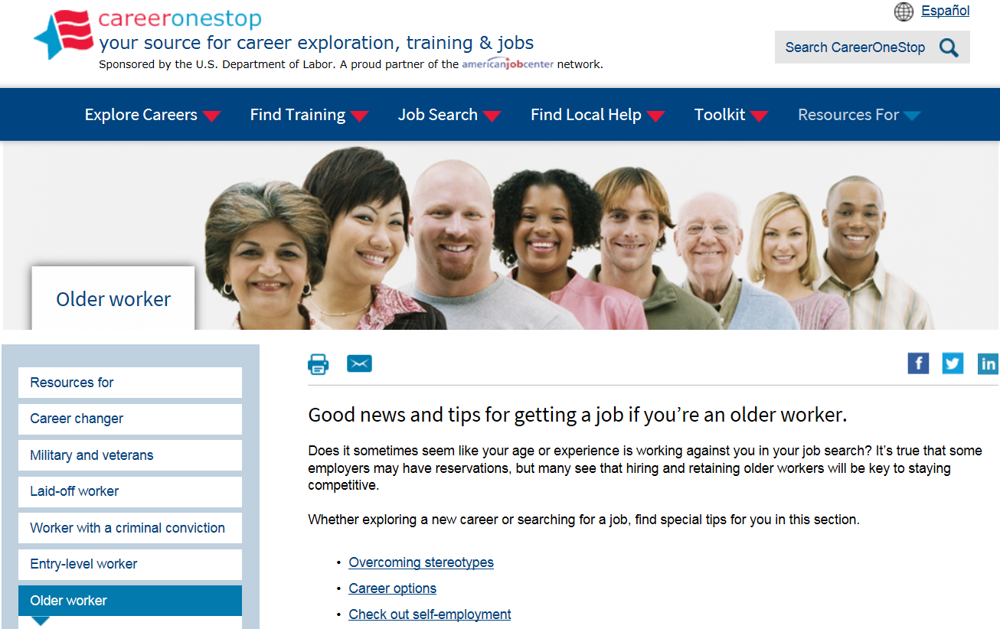 careeronestop
your source for career exploration, training & jobs
Sponsored by the U.S. Department of Labor. A proud partner of the americanjobcenter network.
Español
Search CareerOneStop
Explore Careers
Find Training
Job Search
Find Local Help
Toolkit
Resources For
Older worker
Resources for
Career changer
Military and veterans
Laid-off worker
Worker with a criminal conviction
Entry-level worker
Older worker
f
in
Good news and tips for getting a job if you’re an older worker.
Does it sometimes seem like your age or experience is working against you in your job search? It’s true that some
employers may have reservations, but many see that hiring and retaining older workers will be key to staying
competitive.
Whether exploring a new career or searching for a job, find special tips for you in this section.
• Overcoming stereotypes
• Career options
• Check out self-employment